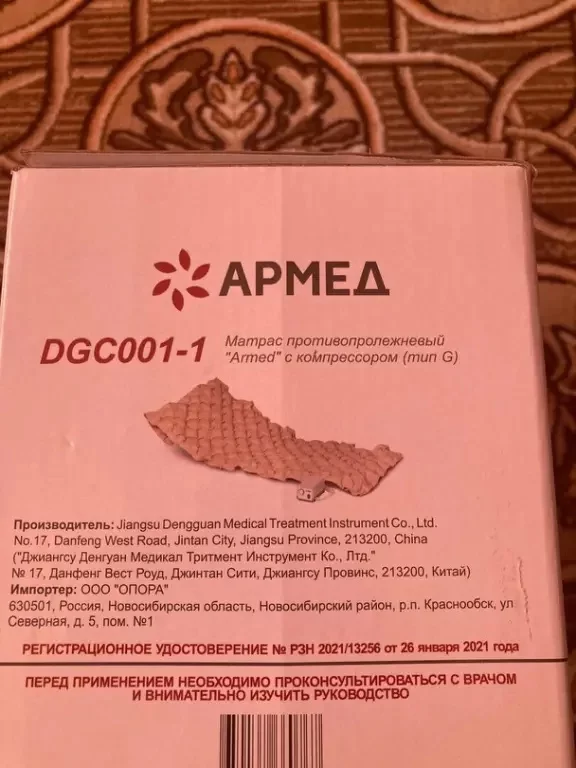 АРМЕД
DGC001-1
Матрас противопролежневый
"Armed" с компрессором (тип G)
Производитель: Jiangsu Dengguan Medical Treatment Instrument Co., Ltd.
No.17, Danfeng West Road, Jintan City, Jiangsu Province, 213200, China
("Джиангсу Денгуан Медикал Тритмент Инструмент Ко., Лтд."
№ 17, Данфенг Вест Роуд, Джинтан Сити, Джиангсу Провинс, 213200, Китай)
Импортер: ООО "ОПОРА"
630501, Россия, Новосибирская область, Новосибирский район, р.п. Краснообск, ул
Северная, д. 5, пом. №1
РЕГИСТРАЦИОННОЕ УДОСТОВЕРЕНИЕ № РЗН 2021/13256 от 26 января 2021 года
ПЕРЕД ПРИМЕНЕНИЕМ НЕОБХОДИМО ПРОКОНСУЛЬТИРОВАТЬСЯ С ВРАЧОМ
И ВНИМАТЕЛЬНО ИЗУЧИТЬ РУКОВОДСТВО